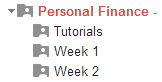 Personal Finance -
Tutorials
Week 1
Week 2